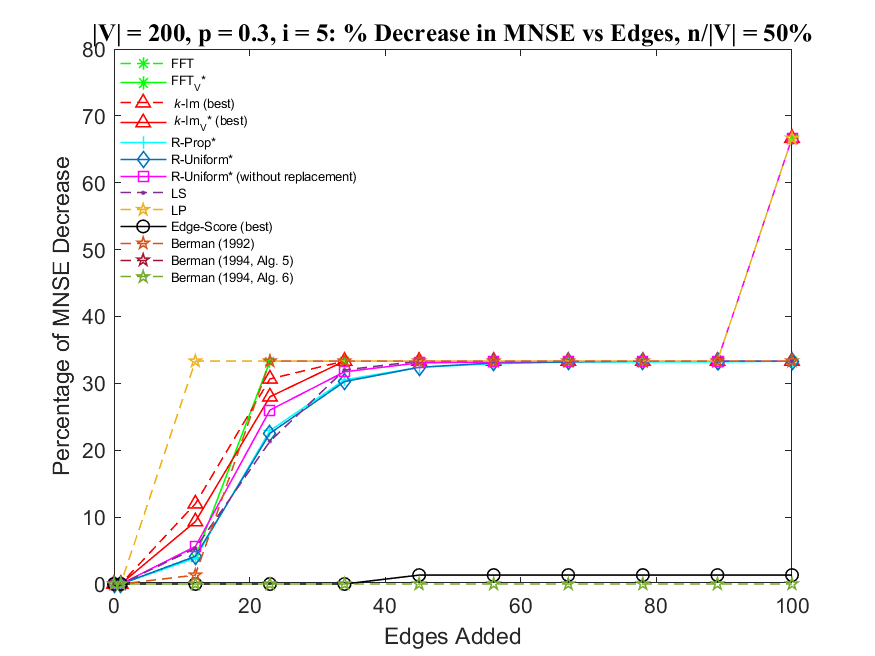 |V| = 200, p = 0.3, i = 5: % Decrease in MNSE vs Edges, n/|V| = 50%
80
70
60
50
40
30
20
10
0
Percentage of MNSE Decrease
FFT
FFT_V*
k-lm (best)
k-lm_V* (best)
R-Prop*
R-Uniform*
R-Uniform* (without replacement)
LS
LP
Edge-Score (best)
Berman (1992)
Berman (1994, Alg. 5)
Berman (1994, Alg. 6)
0 20 40 60 80 100
Edges Added